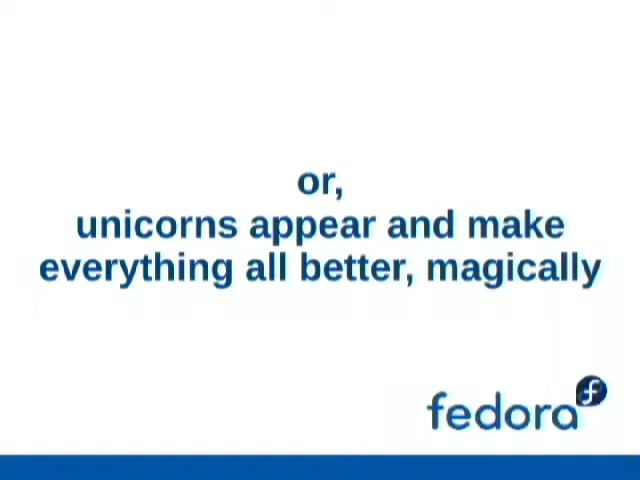 or,
unicorns appear and make
everything all better, magically
fedora